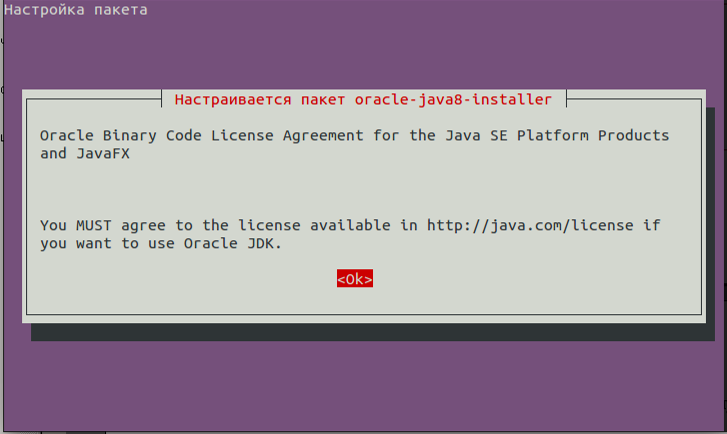 Настройка пакета
Настраивается пакет oracle-java8-installer
Oracle Binary Code License Agreement for the Java SE Platform Products
and JavaFX
You MUST agree to the license available in http://java.com/license if
you want to use Oracle JDK.
<Ok>